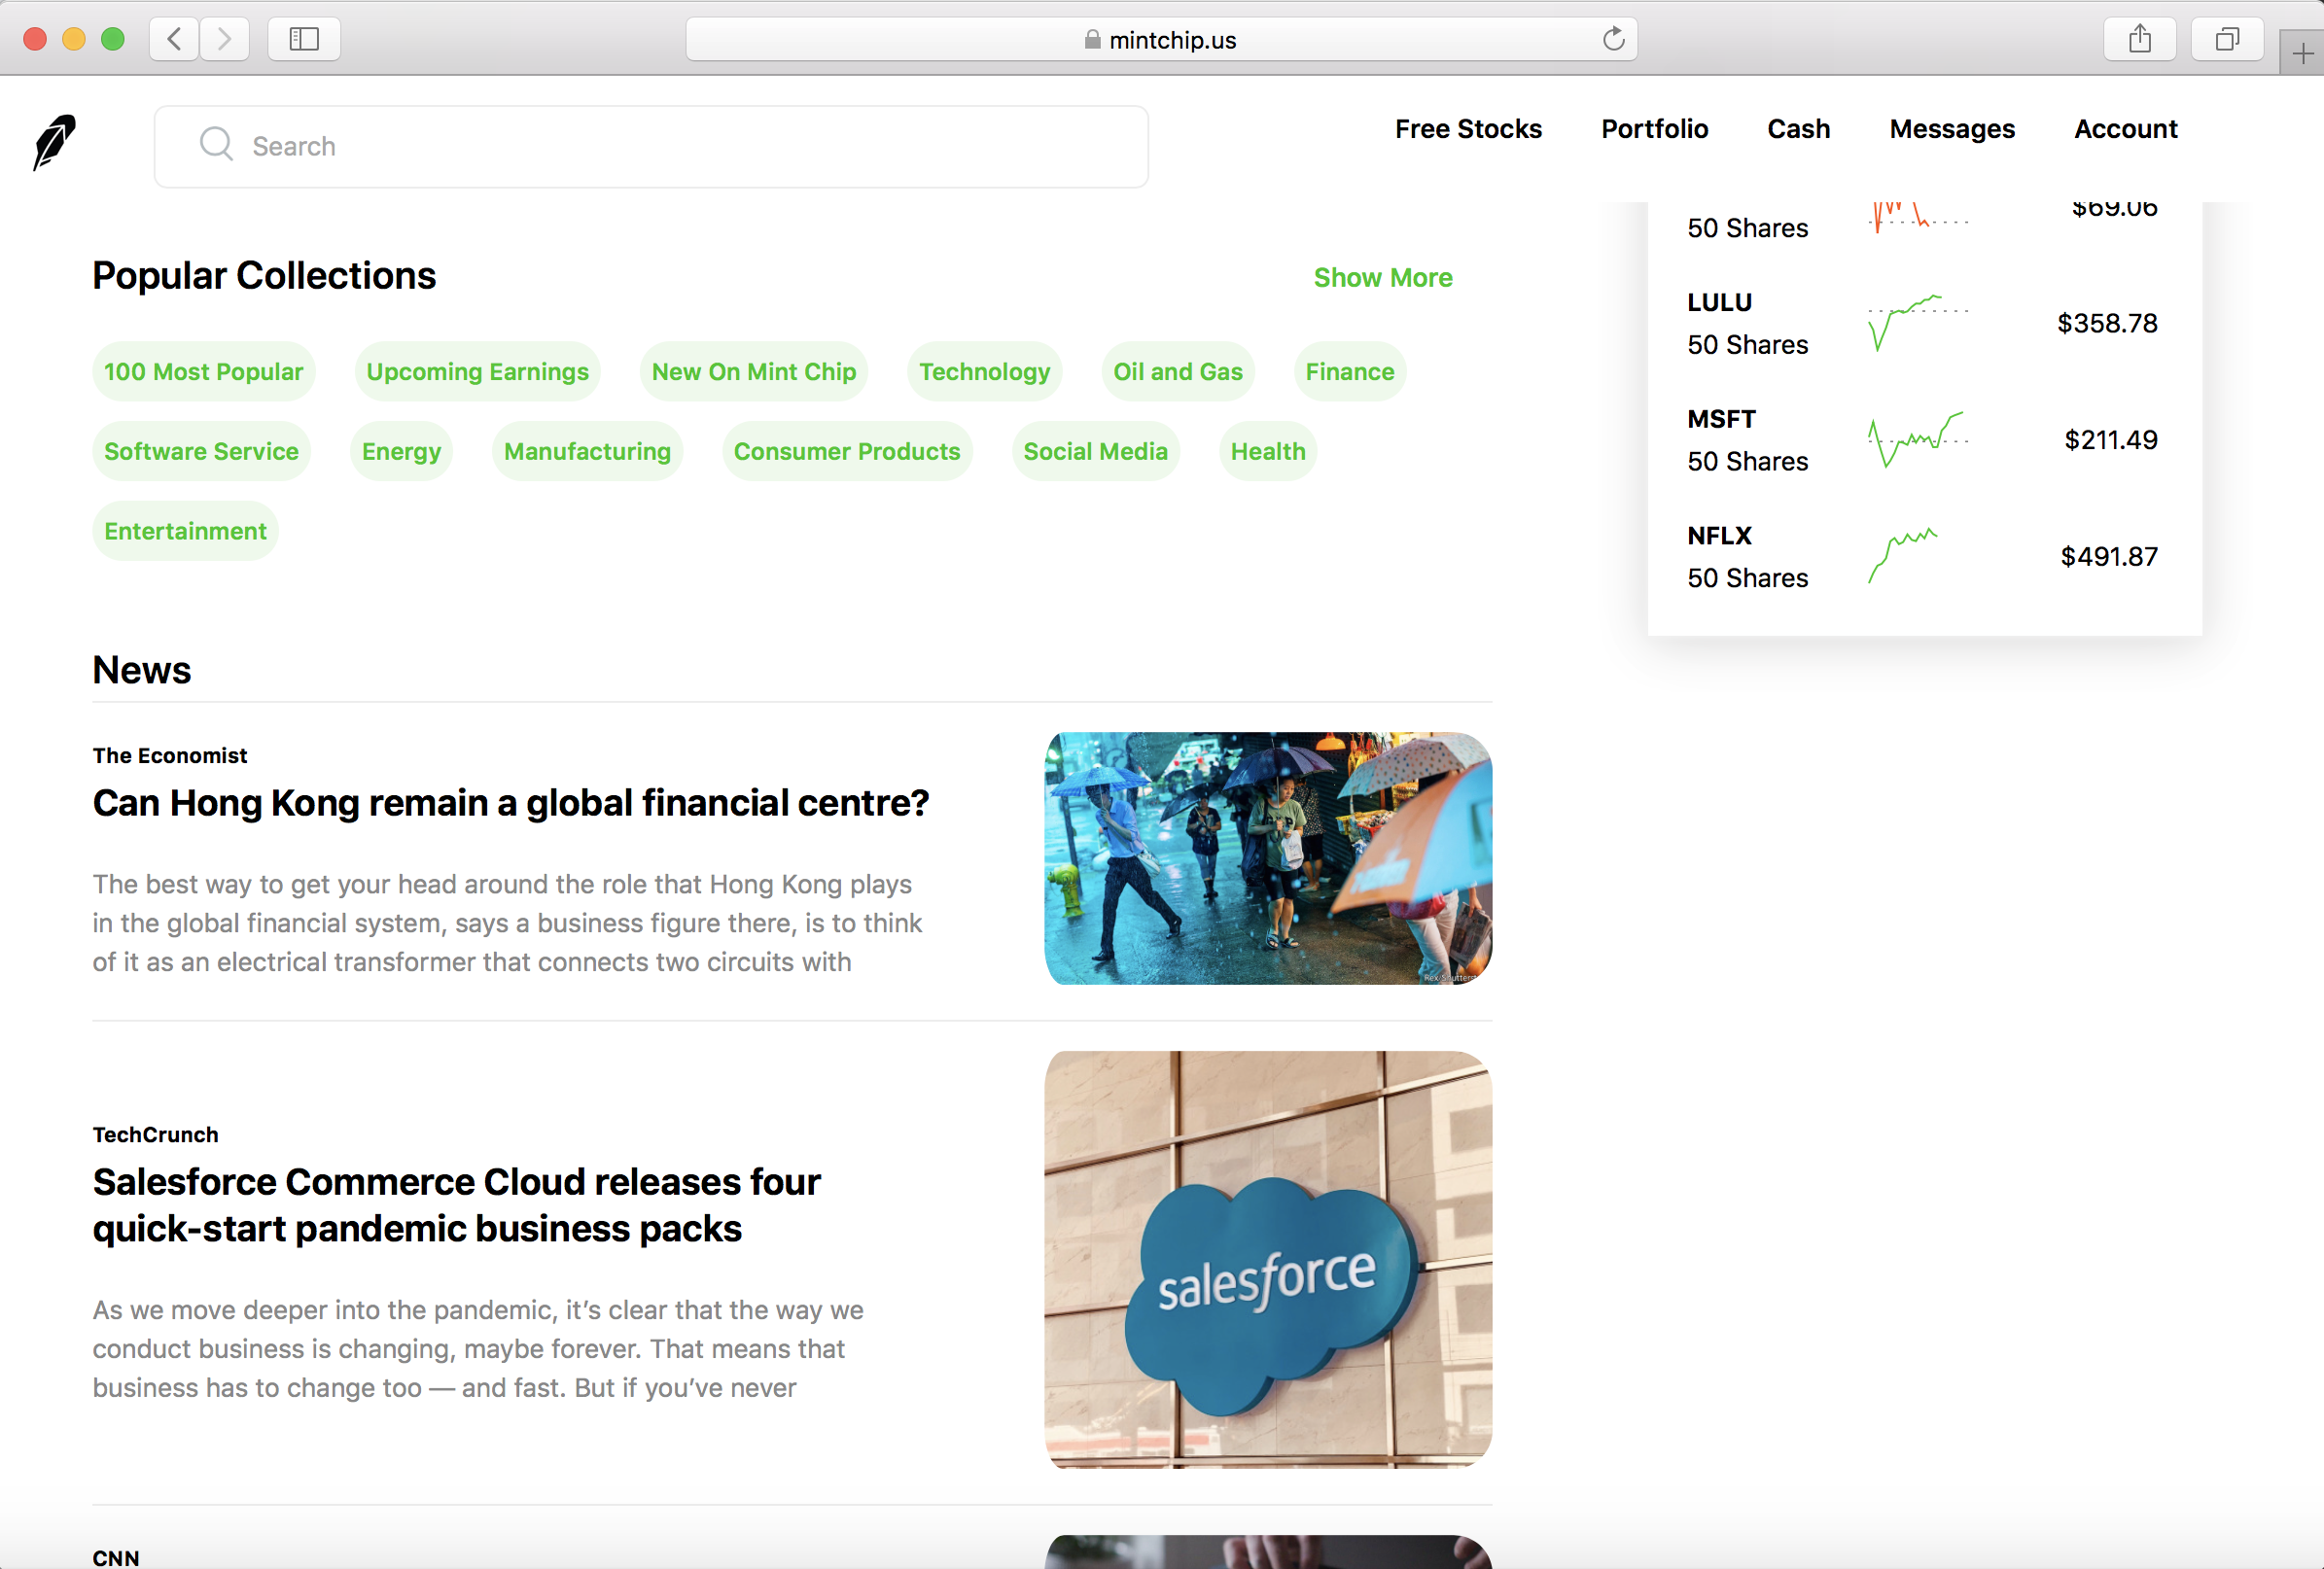 mintchip.us
Search
Free Stocks
Portfolio
Cash
Messages
Account
Popular Collections
Show More
100 Most Popular
Upcoming Earnings
New On Mint Chip
Technology
Oil and Gas
Finance
Software Service
Energy
Manufacturing
Consumer Products
Social Media
Health
Entertainment
50 Shares
$69.06
LULU
50 Shares
$358.78
MSFT
50 Shares
$211.49
NFLX
50 Shares
$491.87
News
The Economist
Can Hong Kong remain a global financial centre?
The best way to get your head around the role that Hong Kong plays
in the global financial system, says a business figure there, is to think
of it as an electrical transformer that connects two circuits with
TechCrunch
Salesforce Commerce Cloud releases four
quick-start pandemic business packs
As we move deeper into the pandemic, it’s clear that the way we
conduct business is changing, maybe forever. That means that
business has to change too — and fast. But if you’ve never
salesforce
CNN